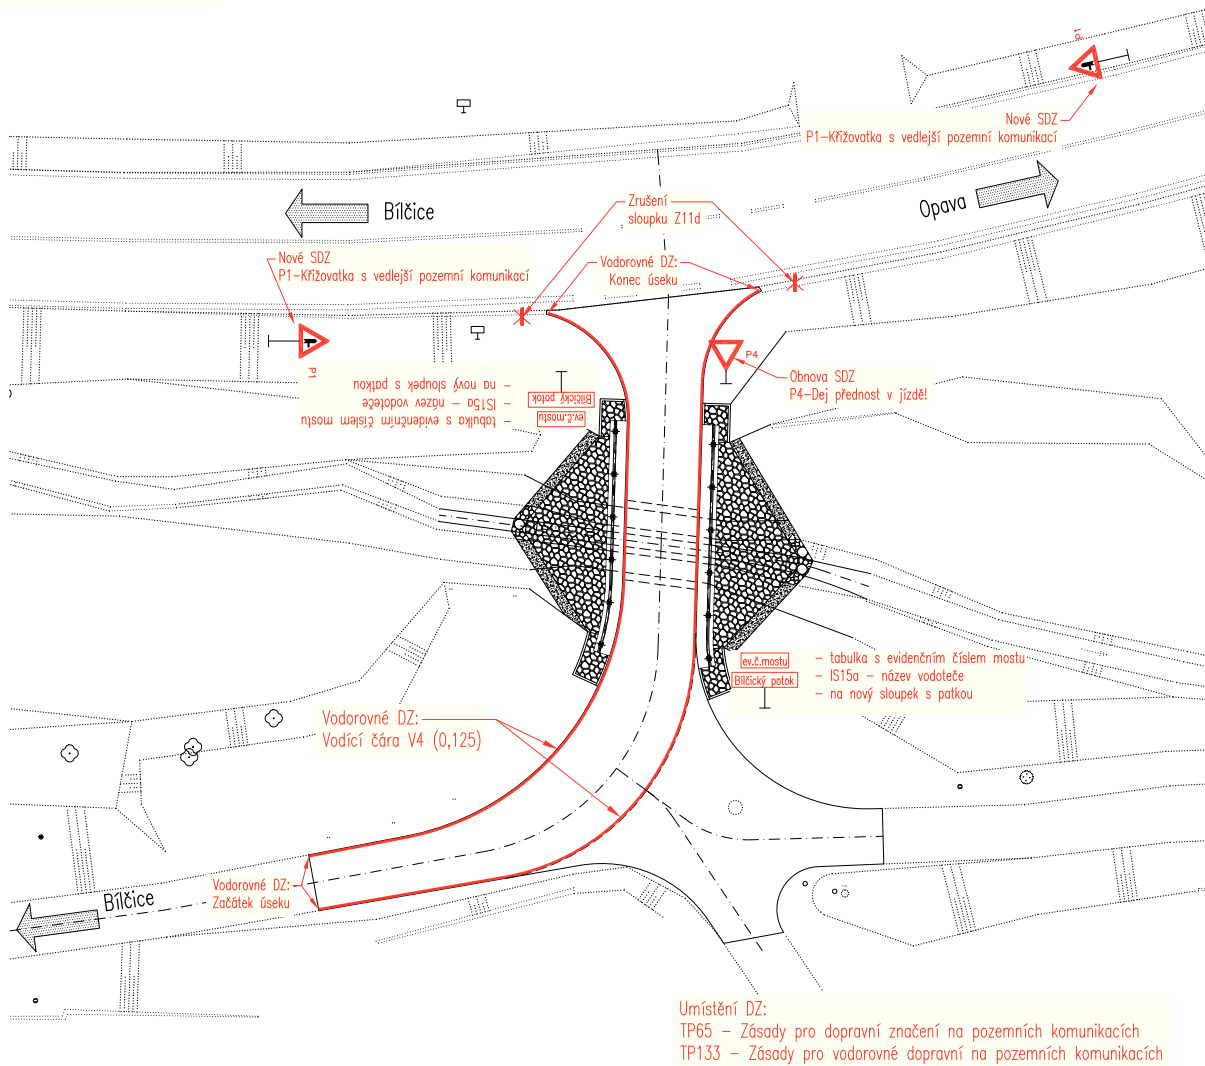 P1
Nové SDZ
P1-Křižovatka s vedlejší pozemní komunikací
Zrušení
sloupku Z11d
Bílčice
Opava
Nové SDZ
P1-Křižovatka s vedlejší pozemní komunikací
Vodorovné DZ:
Konec úseku
P1
P4
Obnova SDZ
P4-Dej přednost v jízdě!
- tabulka s evidenčním číslem mostu
- IS15a - název vodoteče
- na nový sloupek s patkou
ev.č.mostu
Bílčický potok
ev.č.mostu
Bílčický potok
- tabulka s evidenčním číslem mostu
- IS15a - název vodoteče
- na nový sloupek s patkou
Vodorovné DZ:
Vodící čára V4 (0,125)
Vodorovné DZ:
Začátek úseku
Bílčice
Umístění DZ:
TP65 - Zásady pro dopravní značení na pozemních komunikacích
TP133 - Zásady pro vodorovné dopravní na pozemních komunikacích